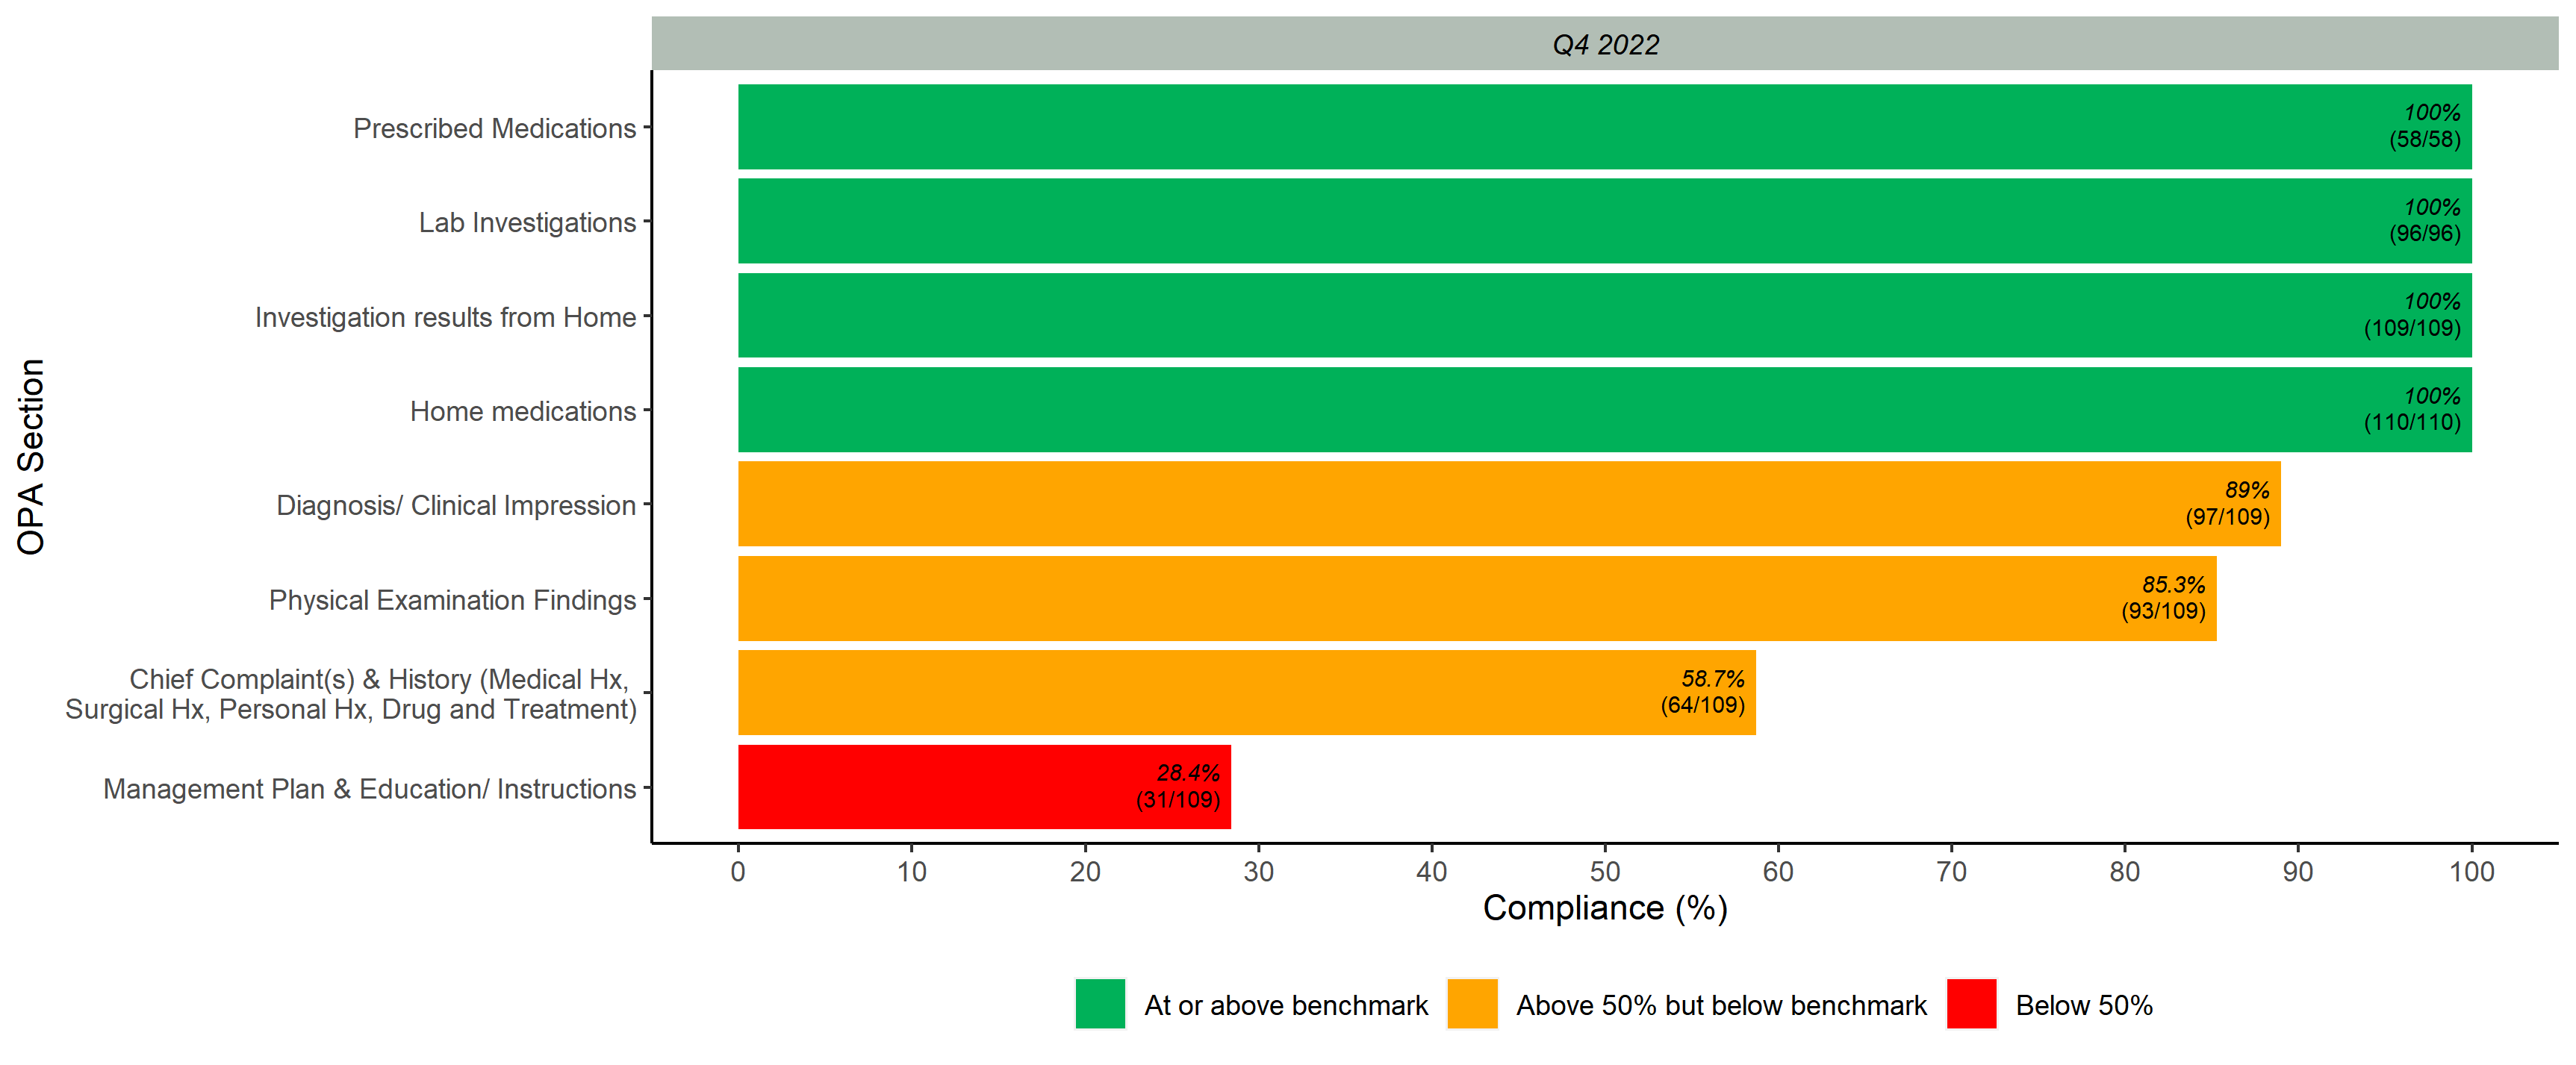 Q4 2022
OPA Section
Prescribed Medications
100%
(58/58)
Lab Investigations
100%
(96/96)
Investigation results from Home
100%
(109/109)
Home medications
100%
(110/110)
Diagnosis/ Clinical Impression
89%
(97/109)
Physical Examination Findings
85.3%
(93/109)
Chief Complaint(s) & History (Medical Hx,
Surgical Hx, Personal Hx, Drug and Treatment)
58.7%
(64/109)
Management Plan & Education/ Instructions
28.4%
(31/109)
0 10 20 30 40 50 60 70 80 90 100
Compliance (%)
At or above benchmark Above 50% but below benchmark Below 50%